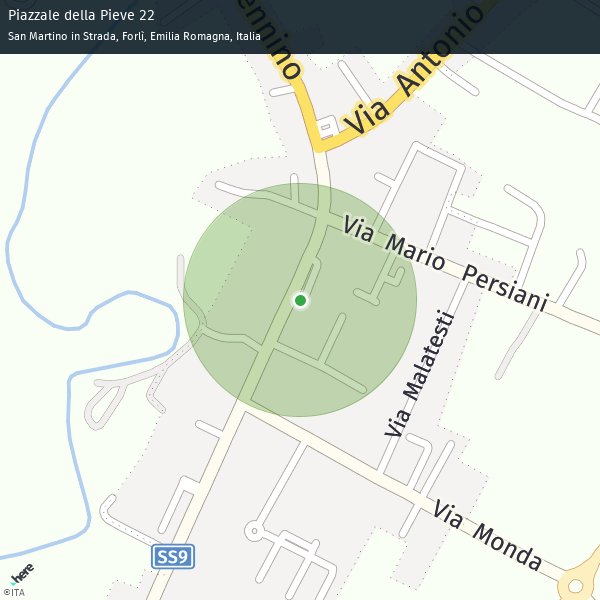 Piazzale della Pieve 22
San Martino in Strada, Forlì, Emilia Romagna, Italia
ennino
Via Antonio
Via Mario Persiani
Via Malatesti
Via Monda
SS9
here
©ITA